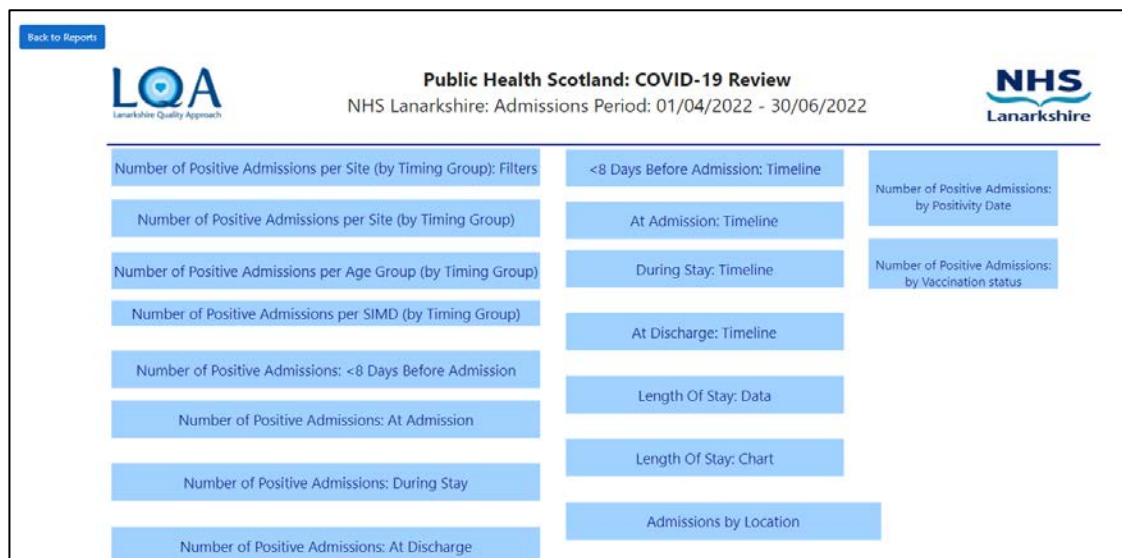 Back to Reports
LQA
Lanarkshire Quality Approach
Public Health Scotland: COVID-19 Review
NHS Lanarkshire: Admissions Period: 01/04/2022 - 30/06/2022
NHS
Lanarkshire
Number of Positive Admissions per Site (by Timing Group): Filters
Number of Positive Admissions per Site (by Timing Group)
Number of Positive Admissions per Age Group (by Timing Group)
Number of Positive Admissions per SIMD (by Timing Group)
Number of Positive Admissions: <8 Days Before Admission
Number of Positive Admissions: At Admission
Number of Positive Admissions: During Stay
Number of Positive Admissions: At Discharge
<8 Days Before Admission: Timeline
At Admission: Timeline
During Stay: Timeline
At Discharge: Timeline
Length Of Stay: Data
Length Of Stay: Chart
Admissions by Location
Number of Positive Admissions:
by Positivity Date
Number of Positive Admissions:
by Vaccination status